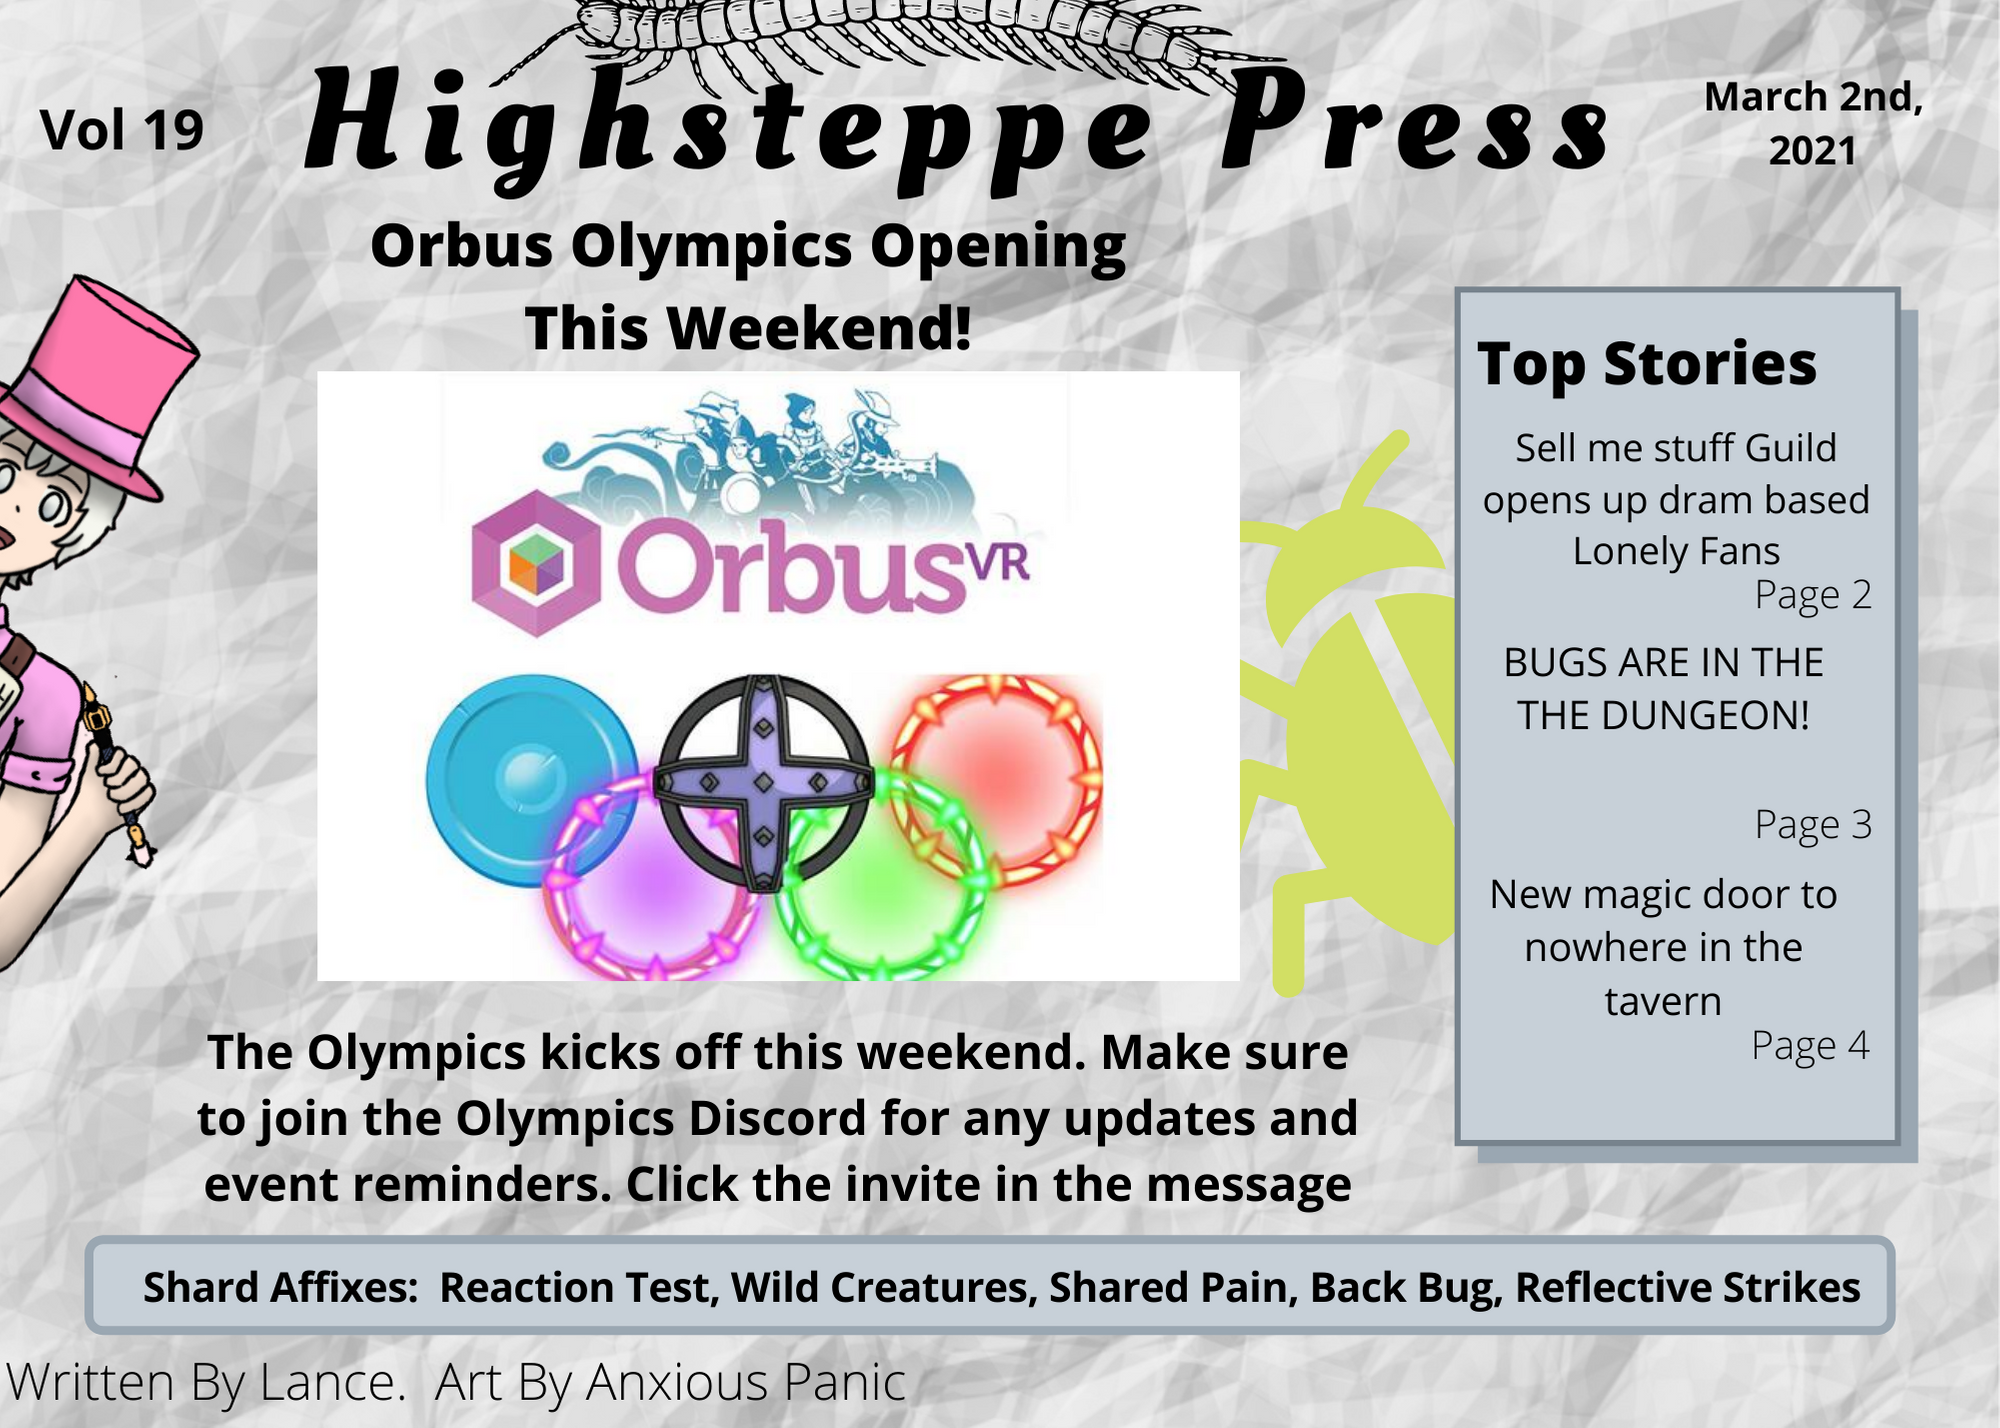 Vol 19
Highsteppe Press
March 2nd,
2021
Orbus Olympics Opening
This Weekend!
OrbusVR
Top Stories
Sell me stuff Guild
opens up dram based
Lonely Fans
Page 2
BUGS ARE IN THE
THE DUNGEON!
Page 3
New magic door to
nowhere in the
tavern
Page 4
The Olympics kicks off this weekend. Make sure
to join the Olympics Discord for any updates and
event reminders. Click the invite in the message
Shard Affixes:  Reaction Test, Wild Creatures, Shared Pain, Back Bug, Reflective Strikes
Written By Lance.  Art By Anxious Panic